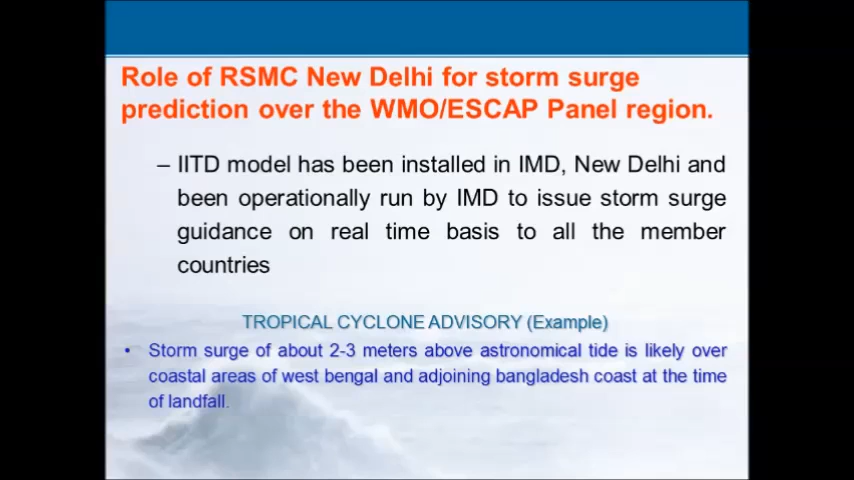 Role of RSMC New Delhi for storm surge
prediction over the WMO/ESCAP Panel region.
– IITD model has been installed in IMD, New Delhi and
been operationally run by IMD to issue storm surge
guidance on real time basis to all the member
countries
TROPICAL CYCLONE ADVISORY (Example)
• Storm surge of about 2-3 meters above astronomical tide is likely over
coastal areas of west bengal and adjoining bangladesh coast at the time
of landfall.